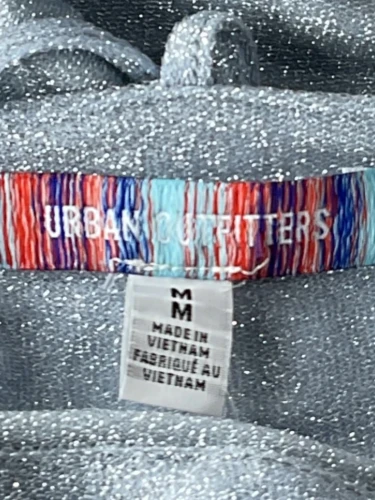 URBAN OUTFITTERS
M
M
MADE IN
VIETNAM
FABRIQUÉ AU
VIETNAM